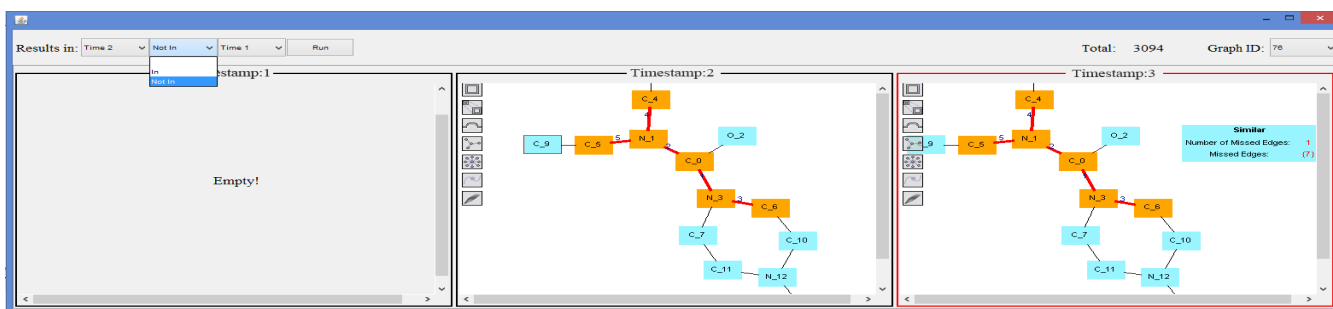 Results in: Time 2 Not In Time 1 Run Total: 3094 Graph ID: 76
In
Not In
estamp:1
Empty!
Timestamp:2
C_4
4
C_9 C_5 5 N_1 O_2
2
C_0
N_3 3 C_6
C_7 C_10
C_11 N_12
Timestamp:3
C_4
4
_9 C_5 5 N_1 O_2
2
C_0
N_3 3 C_6
C_7 C_10
C_11 N_12
Similar
Number of Missed Edges: 1
Missed Edges: (7)